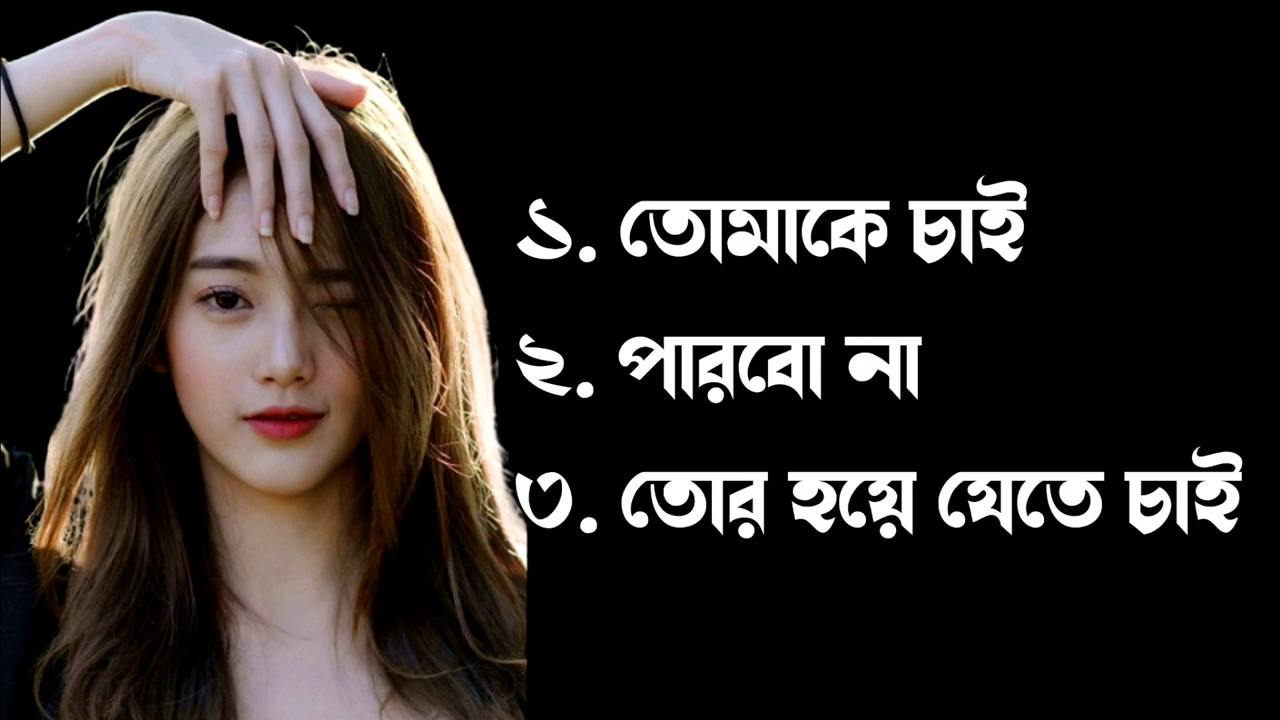 ১. তোমাকে চাই
২. পারবো না
৩. তোর হয়ে যেতে চাই